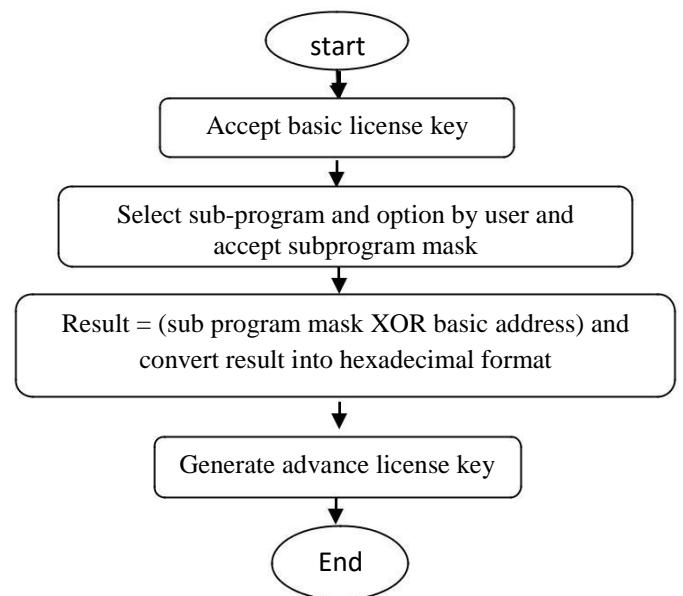 start
Accept basic license key
Select sub-program and option by user and
accept subprogram mask
Result = (sub program mask XOR basic address) and
convert result into hexadecimal format
Generate advance license key
End